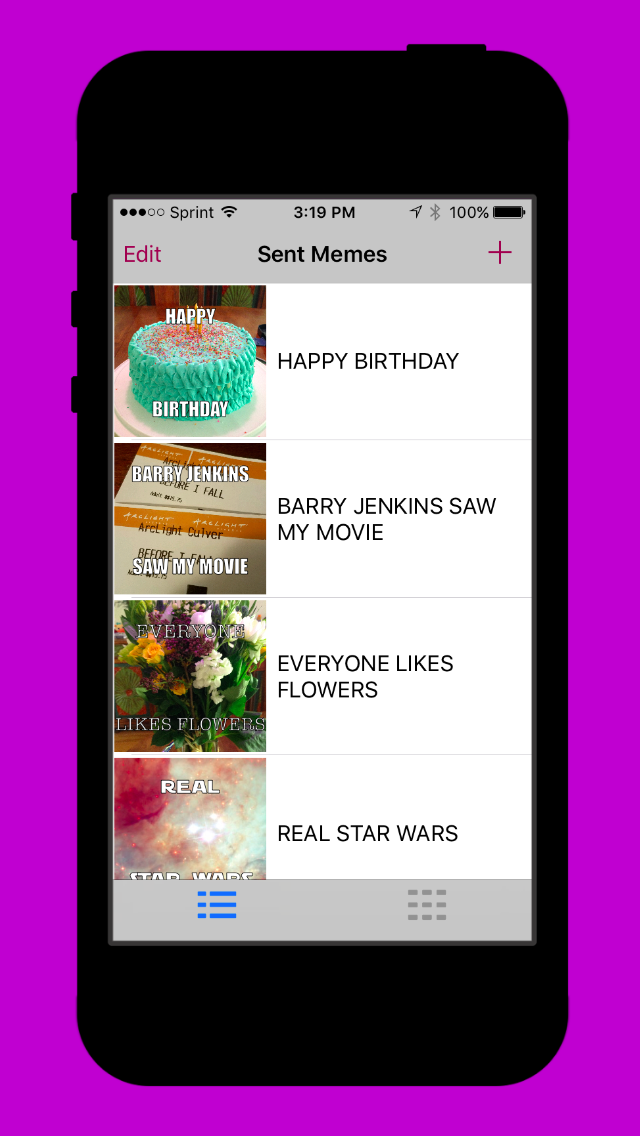 Sprint 3:19 PM 100%
Edit Sent Memes
HAPPY
BIRTHDAY
HAPPY BIRTHDAY
ArcLight
BARRY JENKINS
BEFORE I FALL
ARCLIGHT ARCLIGHT
ArcLight Culver
BEFORE I FALL
SAW MY MOVIE
BARRY JENKINS SAW
MY MOVIE
EVERYONE
LIKES FLOWERS
EVERYONE LIKES
FLOWERS
REAL
STAR WARS
REAL STAR WARS